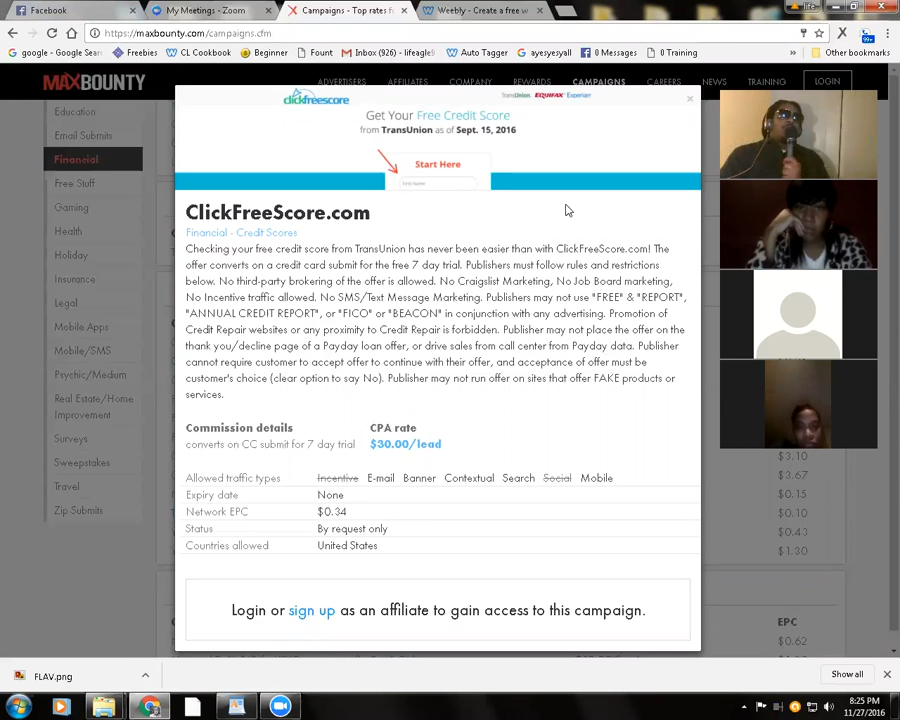 Facebook
My Meetings - Zoom
Campaigns - Top rates f
Weebly - Create a free w
life
https://maxbounty.com/campaigns.cfm
99+
google - Google Se
Freebies
CL Cookbook
Beginner
Fount
Inbox (926) - lifeagle9
Auto Tagger
ayesyesyall
0 Messages
0 Training
Other bookmarks
MAXBOUNTY
ADVERTISERS AFFILIATES COMPANY REWARDS CAMPAIGNS CAREERS NEWS TRAINING LOGIN
Education
Email Submits
Financial
Free Stuff
Gaming
Health
Holiday
Insurance
Legal
Mobile Apps
Mobile/SMS
Psychic/Medium
Real Estate/Home
Improvement
Surveys
Sweepstakes
Travel
Zip Submits
clickfreescore
TransUnion EQUIFAX Experian
Get Your Free Credit Score
from TransUnion as of Sept. 15, 2016
Start Here
First Name
ClickFreeScore.com
Financial - Credit Scores
Checking your free credit score from TransUnion has never been easier than with ClickFreeScore.com! The
offer converts on a credit card submit for the free 7 day trial. Publishers must follow rules and restrictions
below. No third-party brokering of the offer is allowed. No Craigslist Marketing, No Job Board marketing,
No Incentive traffic allowed. No SMS/Text Message Marketing. Publishers may not use "FREE" & "REPORT",
"ANNUAL CREDIT REPORT", or "FICO" or "BEACON" in conjunction with any advertising. Promotion of
Credit Repair websites or any proximity to Credit Repair is forbidden. Publisher may not place the offer on the
thank you/decline page of a Payday loan offer, or drive sales from call center from Payday data. Publisher
cannot require customer to accept offer to continue with their offer, and acceptance of offer must be
customer's choice (clear option to say No). Publisher may not run offer on sites that offer FAKE products or
services.
Commission details CPA rate
converts on CC submit for 7 day trial $30.00/lead
Allowed traffic types Incentive E-mail Banner Contextual Search Social Mobile
Expiry date None
Network EPC $0.34
Status By request only
Countries allowed United States
Login or sign up as an affiliate to gain access to this campaign.
$3.10
$3.67
$0.15
$0.10
$0.43
$1.30
EPC
$0.62
FLAV.png
Show all
8:25 PM
11/27/2016